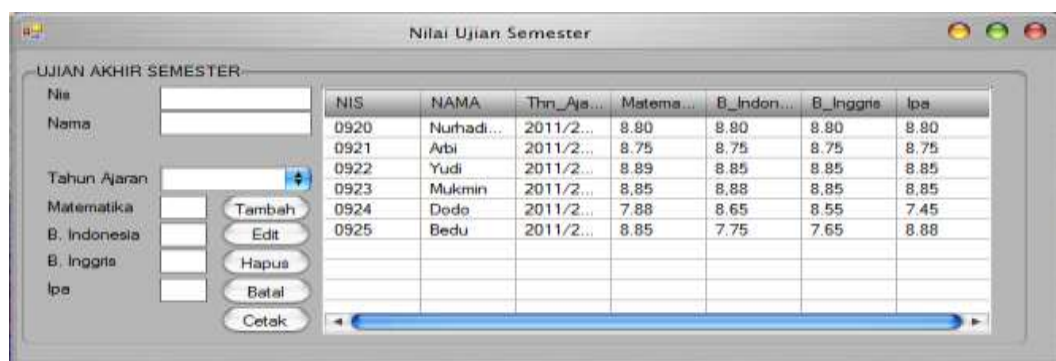 Nilai Ujian Semester
UJIAN AKHIR SEMESTER
Nis
Nama
Tahun Ajaran
Matematika
B. Indonesia
B. Inggris
Ipa
Tambah
Edit
Hapus
Batal
Cetak
NIS NAMA Thn_Aja... Matema... B_Indon... B_Inggris Ipa
0920 Nurhadi... 2011/2... 8.80 8.80 8.80 8.80
0921 Arbi 2011/2... 8.75 8.75 8.75 8.75
0922 Yudi 2011/2... 8.89 8.85 8.85 8.85
0923 Mukmin 2011/2... 8,85 8,88 8,85 8,85
0924 Dodo 2011/2... 7.88 8.65 8.55 7.45
0925 Bedu 2011/2... 8.85 7.75 7.65 8.88